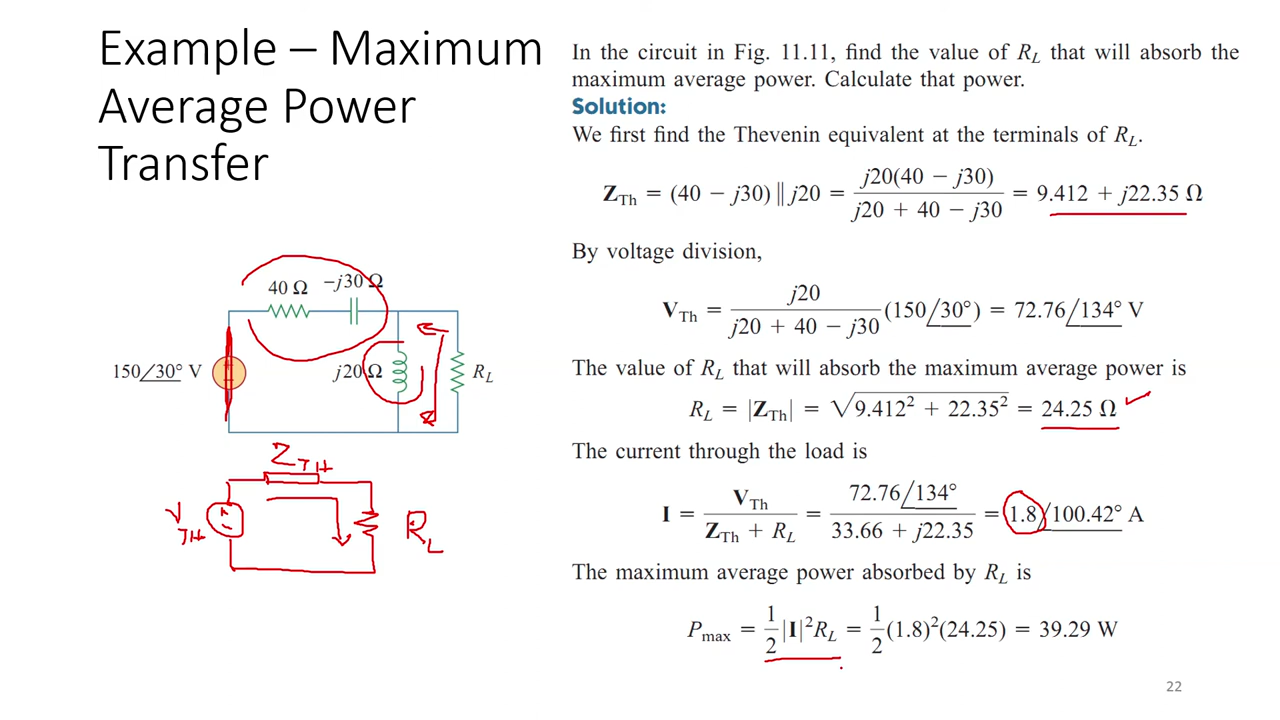 Example – Maximum
Average Power
Transfer
In the circuit in Fig. 11.11, find the value of R_L that will absorb the
maximum average power. Calculate that power.
Solution:
We first find the Thevenin equivalent at the terminals of R_L.
Z_Th = (40 − j30) ‖ j20 = j20(40 − j30) / (j20 + 40 − j30) = 9.412 + j22.35 Ω
By voltage division,
V_Th = j20 / (j20 + 40 − j30) (150∠30°) = 72.76∠134° V
The value of R_L that will absorb the maximum average power is
R_L = |Z_Th| = √(9.412² + 22.35²) = 24.25 Ω
The current through the load is
I = V_Th / (Z_Th + R_L) = 72.76∠134° / (33.66 + j22.35) = 1.8∠100.42° A
The maximum average power absorbed by R_L is
P_max = 1/2 |I|² R_L = 1/2 (1.8)² (24.25) = 39.29 W
40 Ω −j30 Ω
150∠30° V
j20 Ω
R_L
Z_TH
V_TH
R_L
22